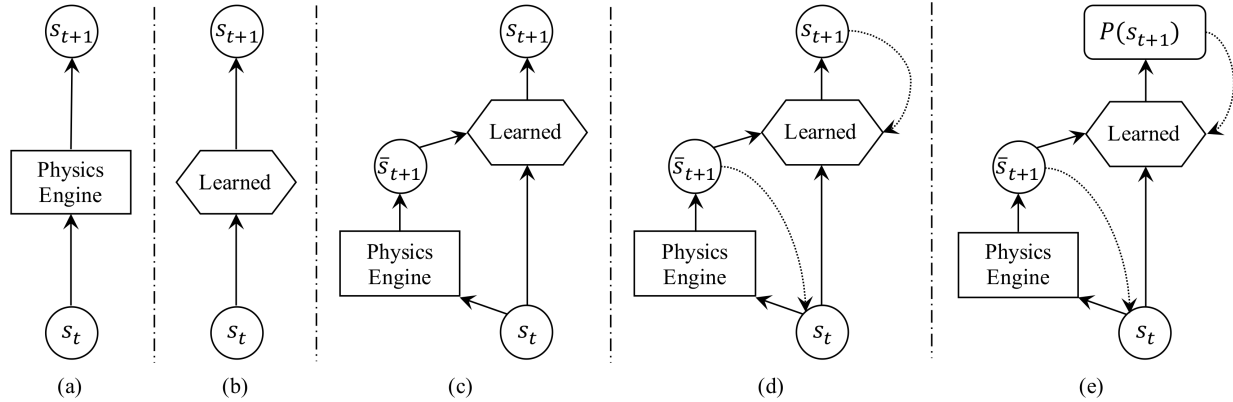 s_{t+1}
Physics
Engine
s_t
(a)
s_{t+1}
Learned
s_t
(b)
s_{t+1}
Learned
s̄_{t+1}
Physics
Engine
s_t
(c)
s_{t+1}
Learned
s̄_{t+1}
Physics
Engine
s_t
(d)
P(s_{t+1})
Learned
s̄_{t+1}
Physics
Engine
s_t
(e)